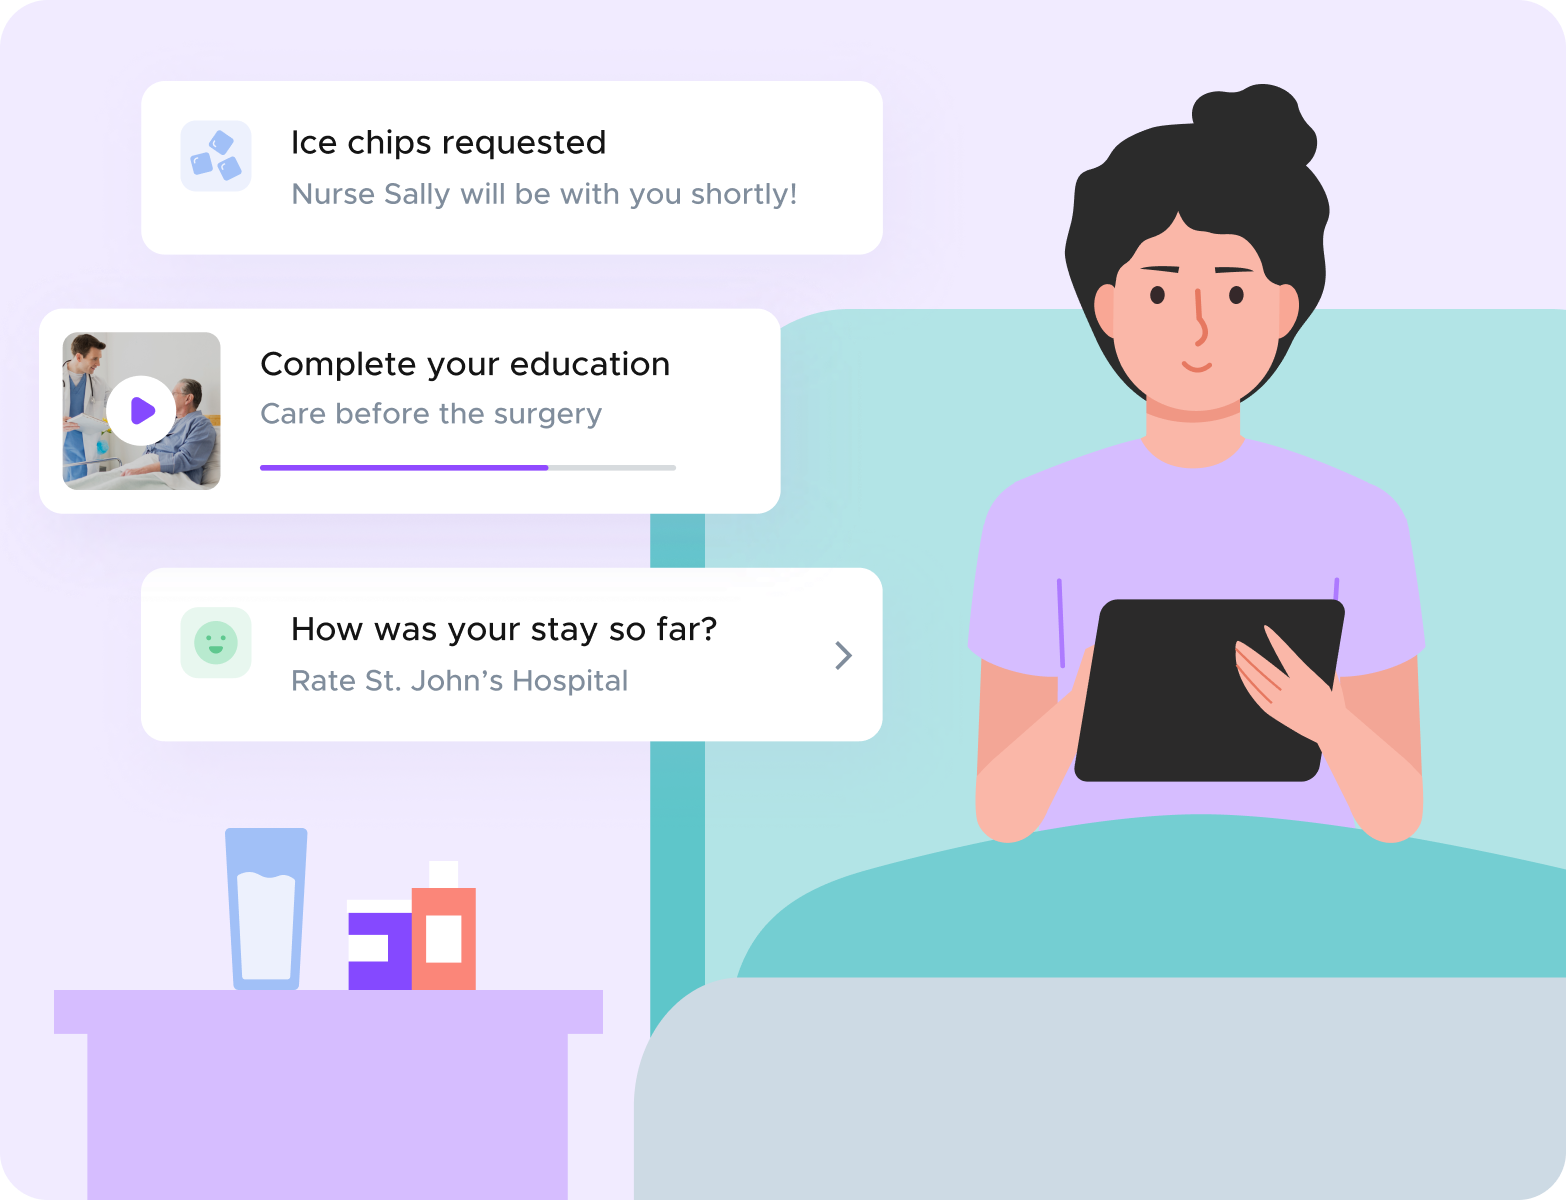 Ice chips requested
Nurse Sally will be with you shortly!
Complete your education
Care before the surgery
How was your stay so far?
Rate St. John’s Hospital